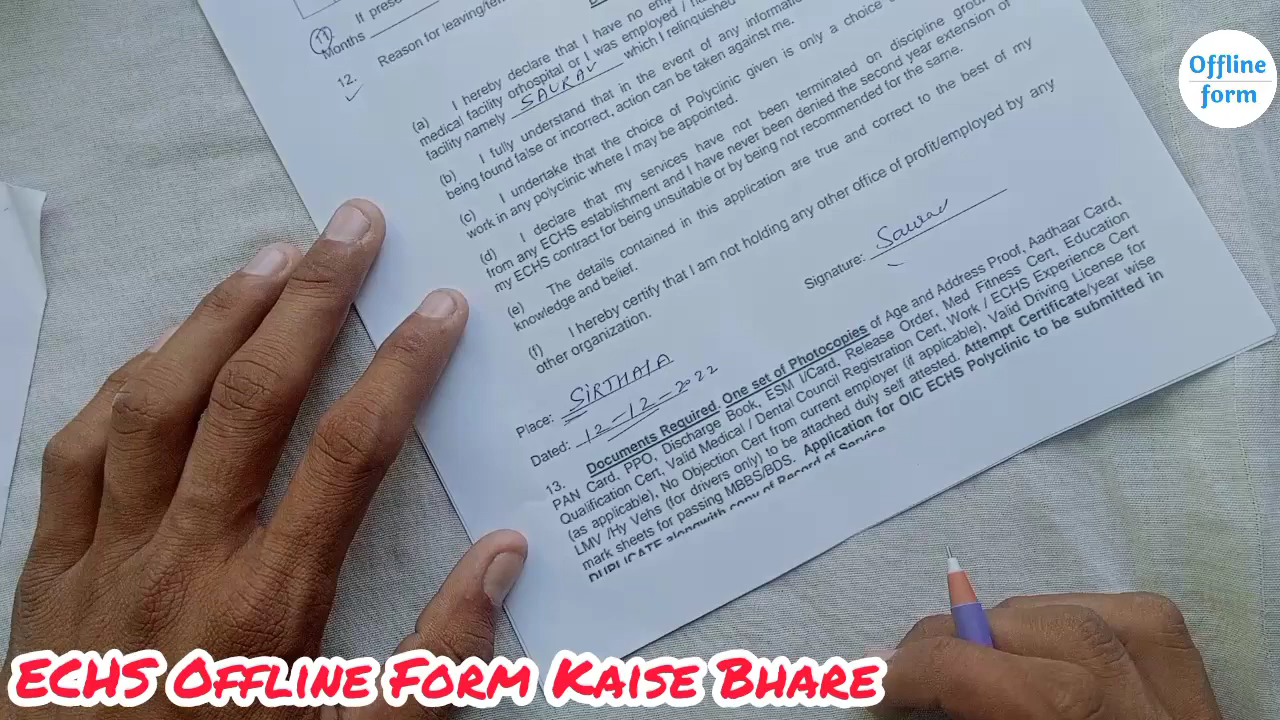 11
If prese
Months
12. Reason for leaving/ter
(a) I hereby declare that I have no emp
medical facility orhospital or I was employed /
facility namely SAURAV which I relinquished
(b) I fully understand that in the event of any informati
being found false or incorrect, action can be taken against me.
(c) I undertake that the choice of Polyclinic given is only a choice
work in any polyclinic where I may be appointed.
(d) I declare that my services have not been terminated on discipline grou
from any ECHS establishment and I have never been denied the second year extension of
my ECHS contract for being unsuitable or by being not recommended for the same.
(e) The details contained in this application are true and correct to the best of my
knowledge and belief.
(f) I hereby certify that I am not holding any other office of profit/employed by any
other organization.
Signature: Saurav
Place: SIRTHALA
Dated: 12-12-2022
13. Documents Required One set of Photocopies of Age and Address Proof, Aadhaar Card,
PAN Card, PPO, Discharge Book, ESM I/Card, Release Order, Med Fitness Cert, Education
Qualification Cert, Valid Medical / Dental Council Registration Cert, Work / ECHS Experience Cert
(as applicable), No Objection Cert from current employer (if applicable), Valid Driving License for
LMV /Hy Vehs (for drivers only) to be attached duly self attested. Attempt Certificate/year wise
mark sheets for passing MBBS/BDS. Application for OIC ECHS Polyclinic to be submitted in
DUPLICATE alongwith copy of Record of Service
Offline
form
ECHS Offline Form Kaise Bhare